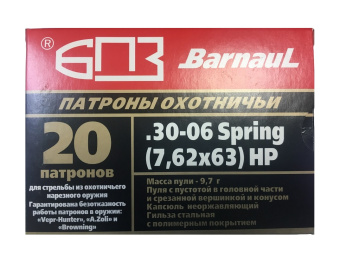 ® БПЗ Barnaul
ПАТРОНЫ ОХОТНИЧЬИ
20
патронов
для стрельбы из охотничьего
нарезного оружия
Гарантирована безотказность
работы патронов в оружии:
«Vepr-Hunter», «A.Zoli» и
«Browning»
.30-06 Spring
(7,62x63) HP
Масса пули - 9,7 г
Пули с пустотой в головной части
и срезанной вершинкой и конусом
Капсюль неоржавляющий
Гильза стальная
с полимерным покрытием